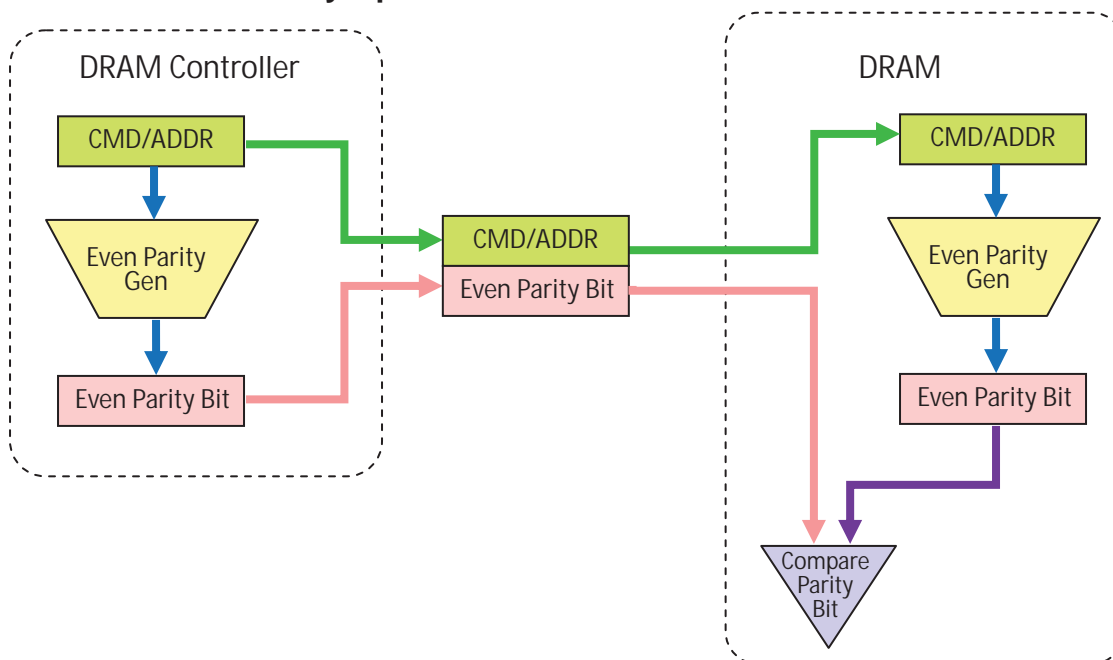 DRAM Controller
CMD/ADDR
Even Parity
Gen
Even Parity Bit
CMD/ADDR
Even Parity Bit
DRAM
CMD/ADDR
Even Parity
Gen
Even Parity Bit
Compare
Parity
Bit